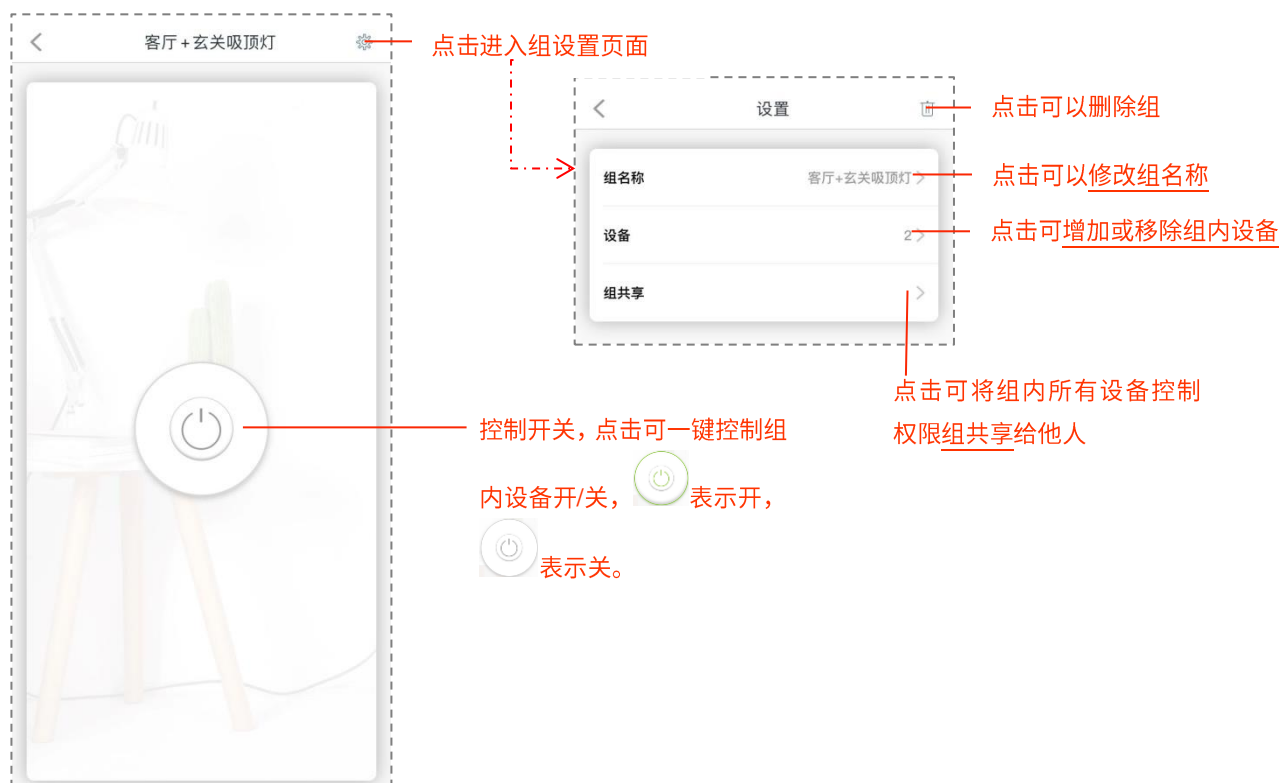 客厅+玄关吸顶灯
点击进入组设置页面
设置
点击可以删除组
组名称
客厅+玄关吸顶灯
点击可以修改组名称
设备
2
点击可增加或移除组内设备
组共享
点击可将组内所有设备控制
权限组共享给他人
控制开关，点击可一键控制组
内设备开/关， 表示开，
表示关。